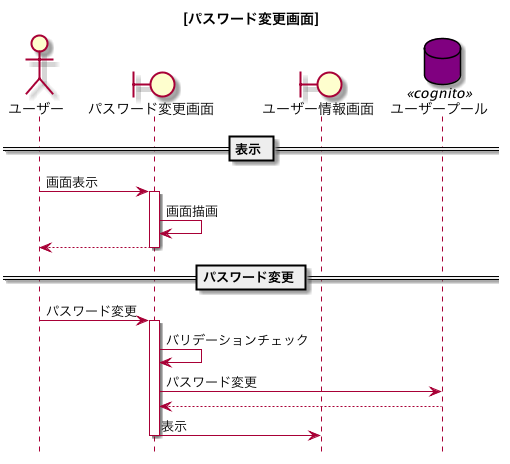 [パスワード変更画面]
ユーザー
パスワード変更画面
ユーザー情報画面
«cognito»
ユーザープール
表示
画面表示
画面描画
パスワード変更
パスワード変更
バリデーションチェック
パスワード変更
表示